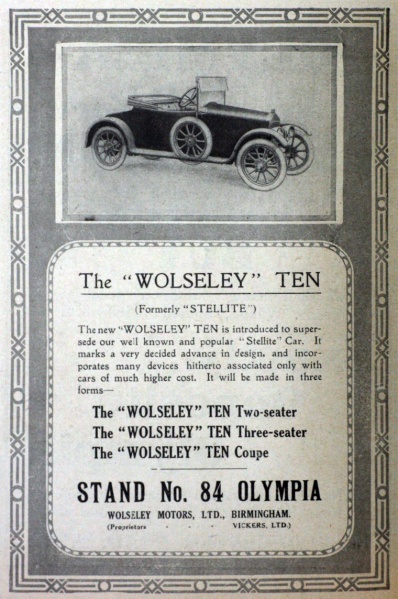 The "WOLSELEY" TEN
(Formerly "STELLITE")
The new "WOLSELEY" TEN is introduced to super-
sede our well known and popular "Stellite" Car. It
marks a very decided advance in design, and incor-
porates many devices hitherto associated only with
cars of much higher cost. It will be made in three
forms—
The "WOLSELEY" TEN Two-seater
The "WOLSELEY" TEN Three-seater
The "WOLSELEY" TEN Coupe
STAND No. 84 OLYMPIA
WOLSELEY MOTORS, LTD., BIRMINGHAM.
(Proprietors - - - VICKERS, LTD.)